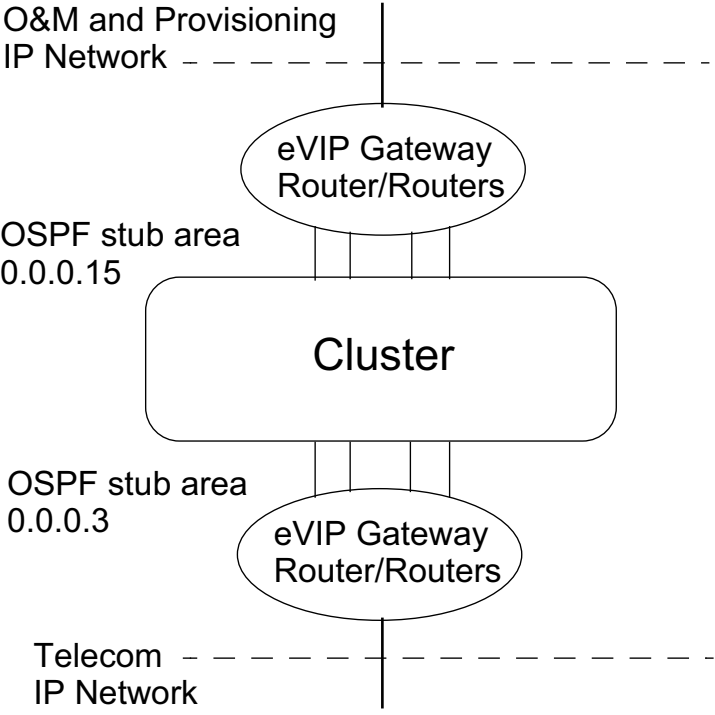 O&M and Provisioning
IP Network
eVIP Gateway
Router/Routers
OSPF stub area
0.0.0.15
Cluster
OSPF stub area
0.0.0.3
eVIP Gateway
Router/Routers
Telecom
IP Network